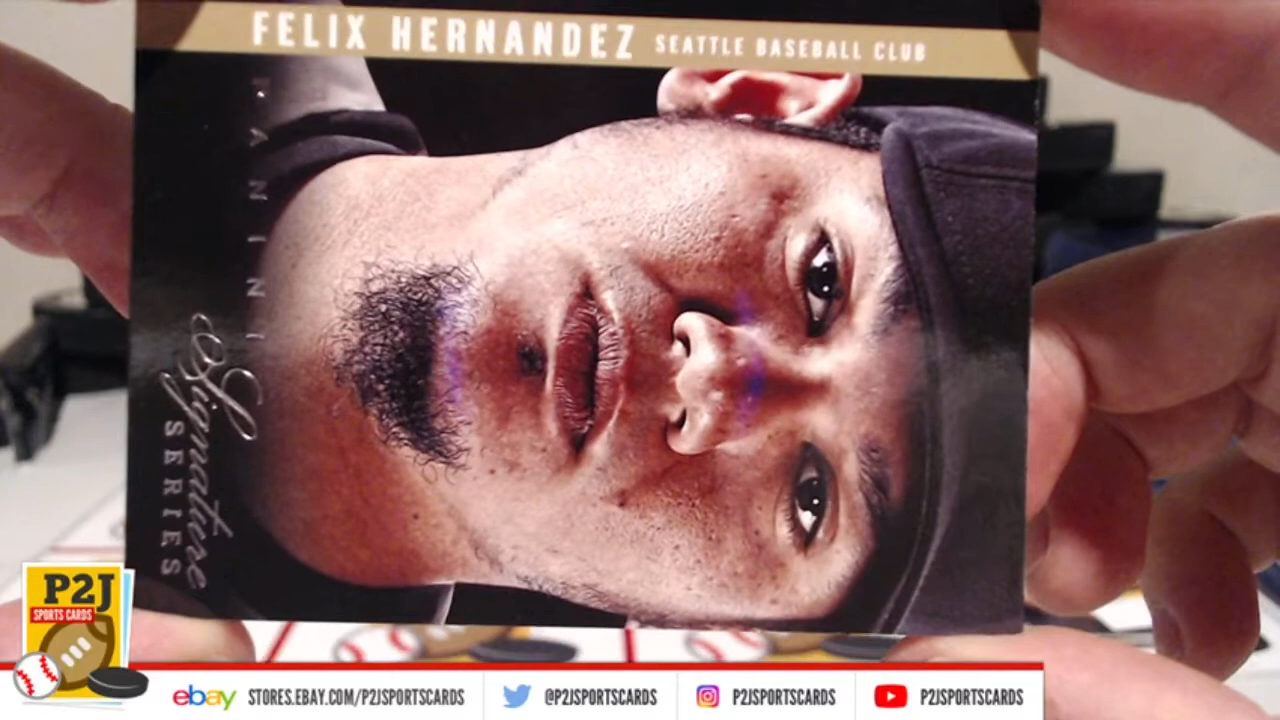 FELIX HERNANDEZ SEATTLE BASEBALL CLUB
PANINI
Signature
SERIES
P2J
SPORTS CARDS
ebay STORES.EBAY.COM/P2JSPORTSCARDS @P2JSPORTSCARDS P2JSPORTSCARDS P2JSPORTSCARDS